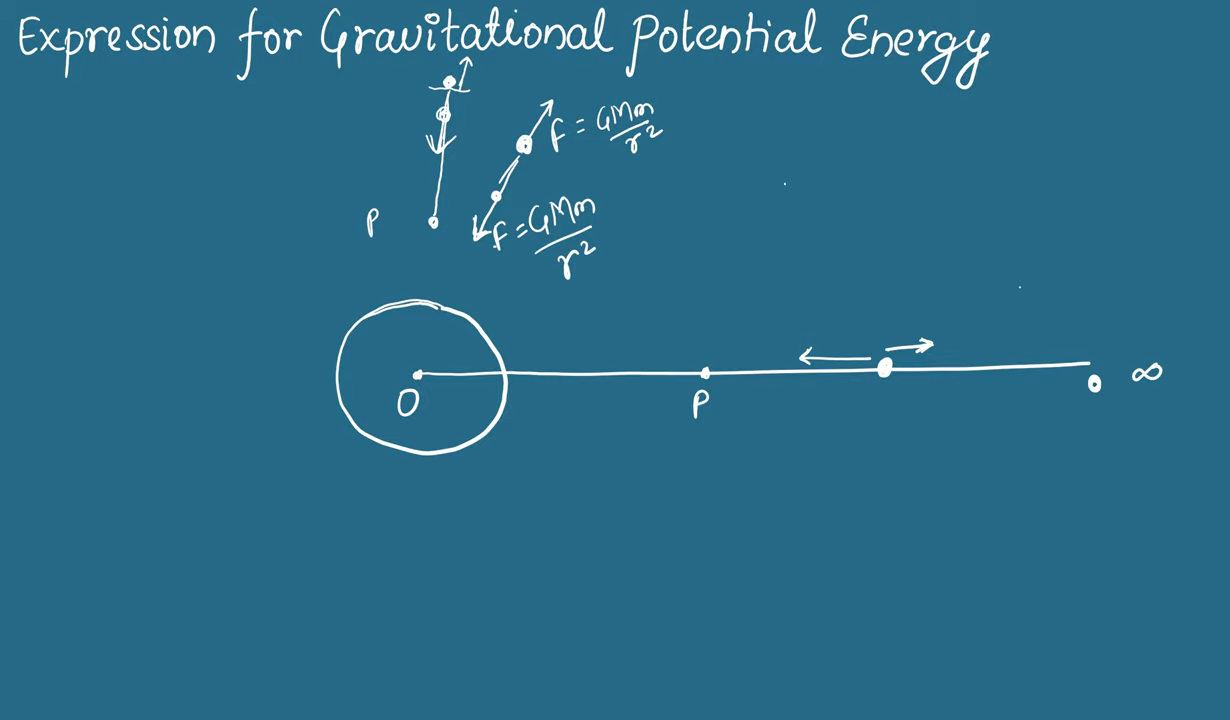 Expression for Gravitational Potential Energy
F = GMm/r²
P
F = GMm/r²
∞
O
P